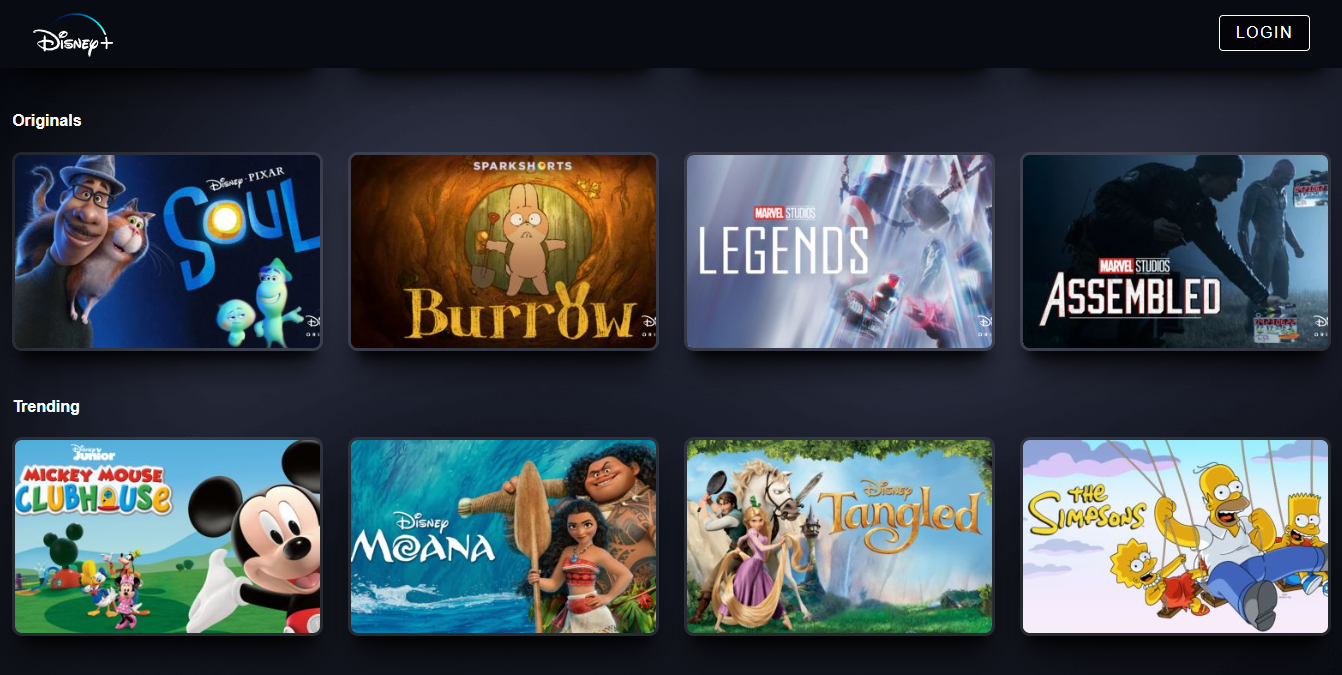 Disney+
LOGIN
Originals
Disney · PIXAR
SOUL
SPARKSHORTS
Burrow
MARVEL STUDIOS
LEGENDS
MARVEL STUDIOS
ASSEMBLED
Trending
Disney Junior
MICKEY MOUSE
CLUBHOUSE
Disney
MOANA
Disney
Tangled
THE
SIMPSONS